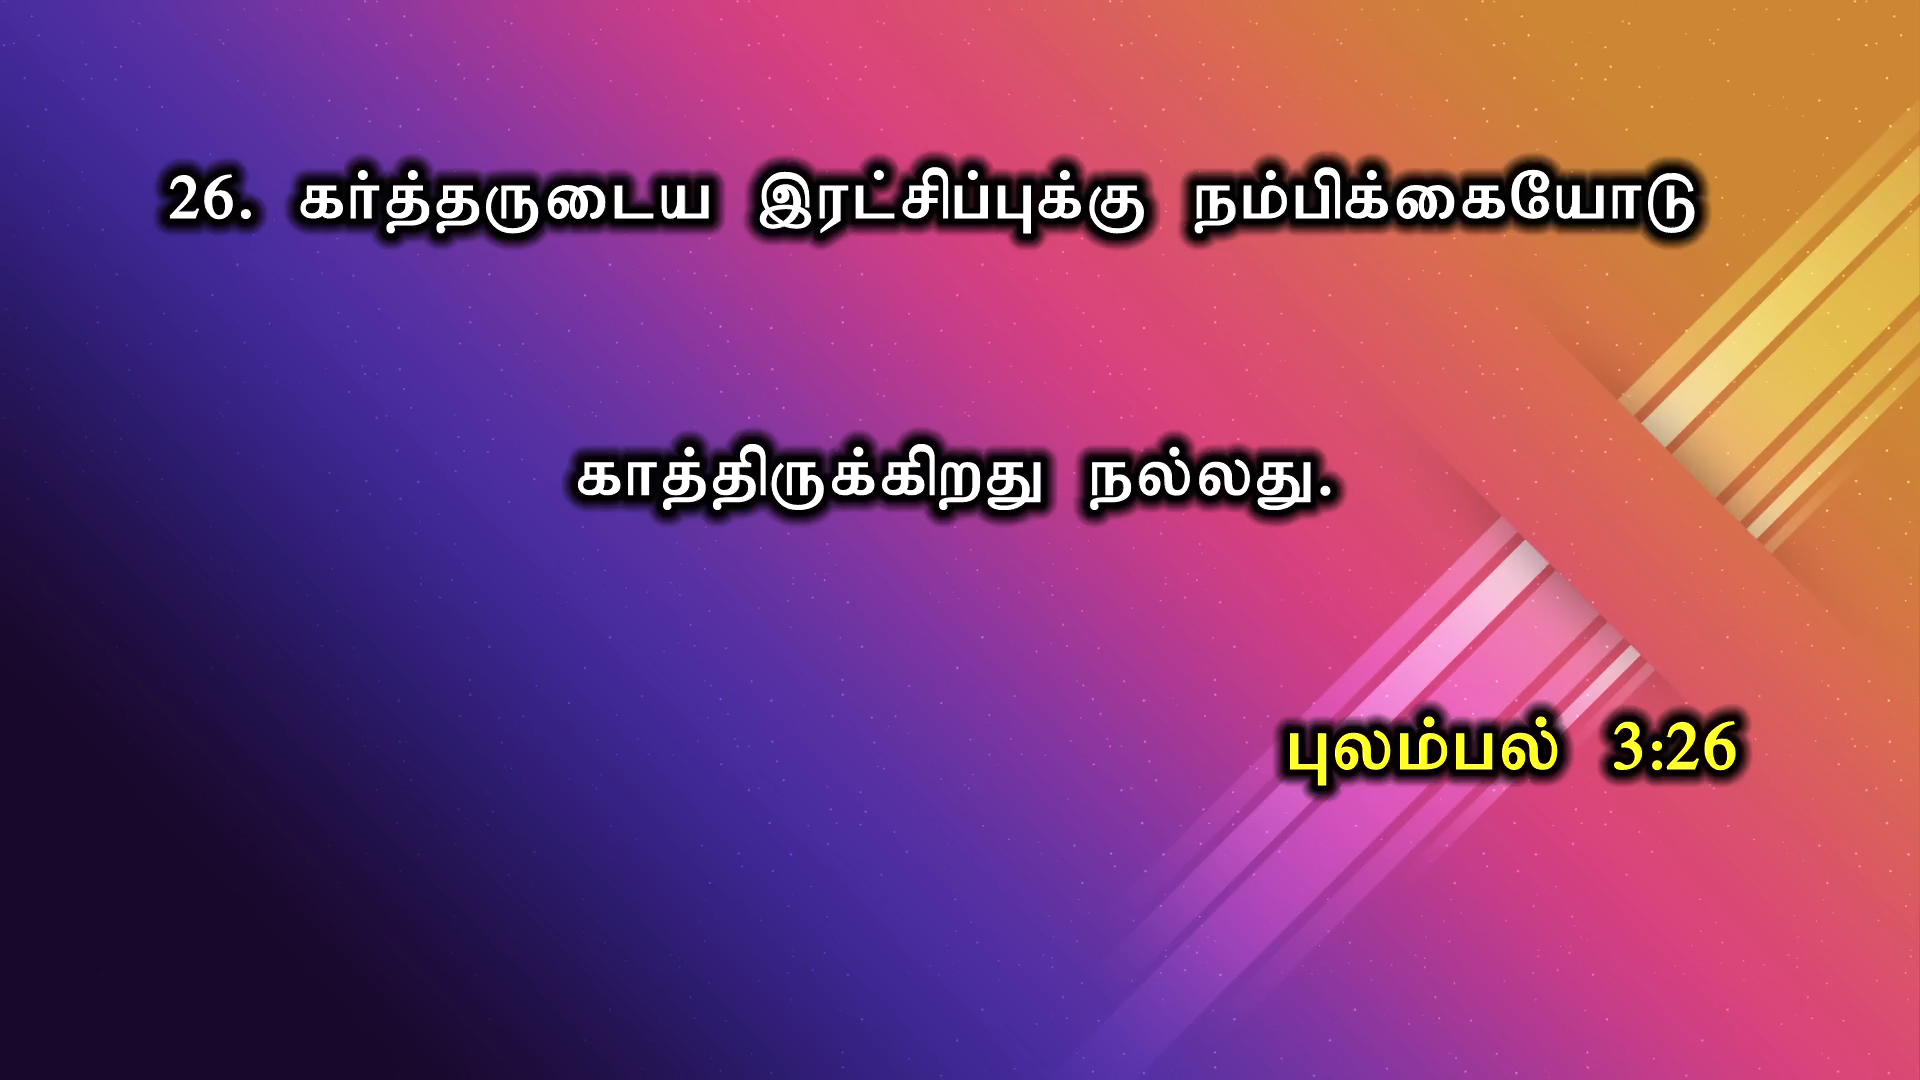 26. கர்த்தருடைய இரட்சிப்புக்கு நம்பிக்கையோடு
காத்திருக்கிறது நல்லது.
புலம்பல் 3:26